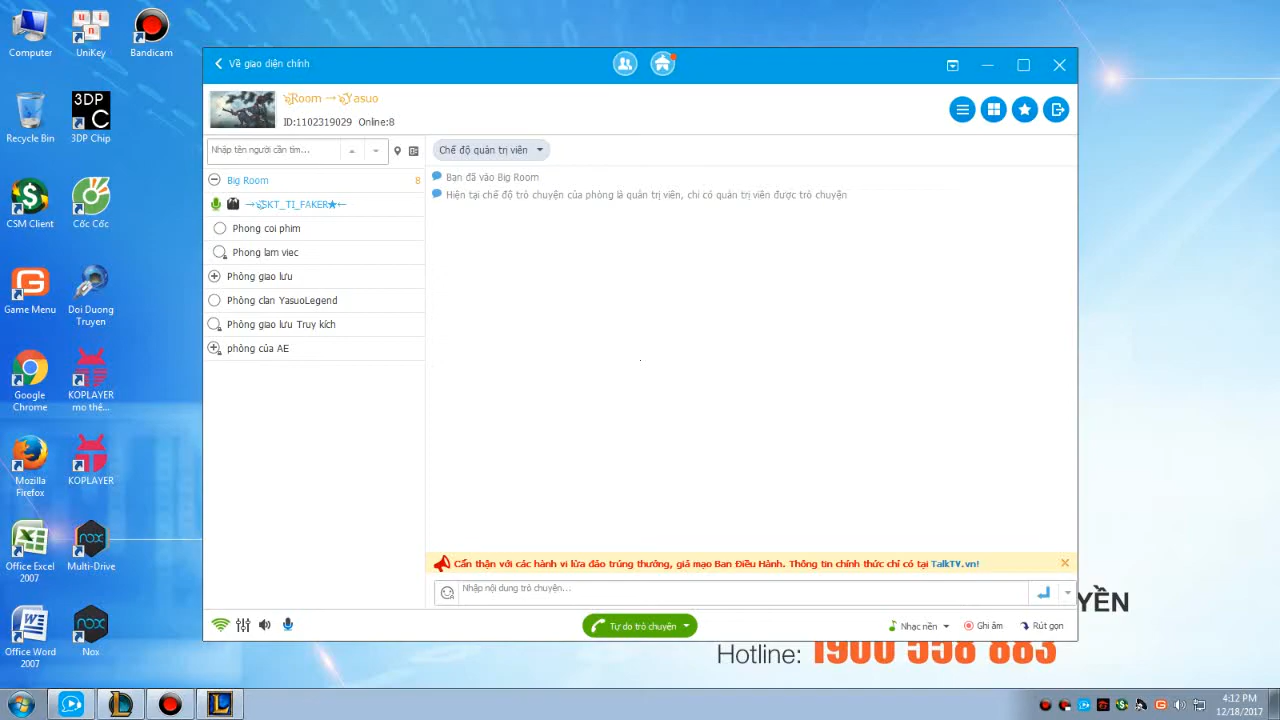 Computer
UniKey
Bandicam
Recycle Bin
3DP Chip
CSM Client
Cốc Cốc
Game Menu
Doi Duong
Truyen
Google
Chrome
KOPLAYER
mo thê...
Mozilla
Firefox
KOPLAYER
Office Excel
2007
Multi-Drive
Office Word
2007
Nox
Về giao diện chính
Room → Yasuo
ID:1102319029 Online:8
Nhập tên người cần tìm...
Big Room 8
→SKT_TI_FAKER★←
Phong coi phim
Phong lam viec
Phòng giao lưu
Phòng clan YasuoLegend
Phòng giao lưu Truy kích
phòng của AE
Chế độ quản trị viên
Bạn đã vào Big Room
Hiện tại chế độ trò chuyện của phòng là quản trị viên, chỉ có quản trị viên được trò chuyện
Cẩn thận với các hành vi lừa đảo trúng thưởng, giả mạo Ban Điều Hành. Thông tin chính thức chỉ có tại TalkTV.vn!
Nhập nội dung trò chuyện...
Tự do trò chuyện
Nhạc nền
Ghi âm
Rút gọn
YỀN
Hotline: 1900 558 883
4:12 PM
12/18/2017